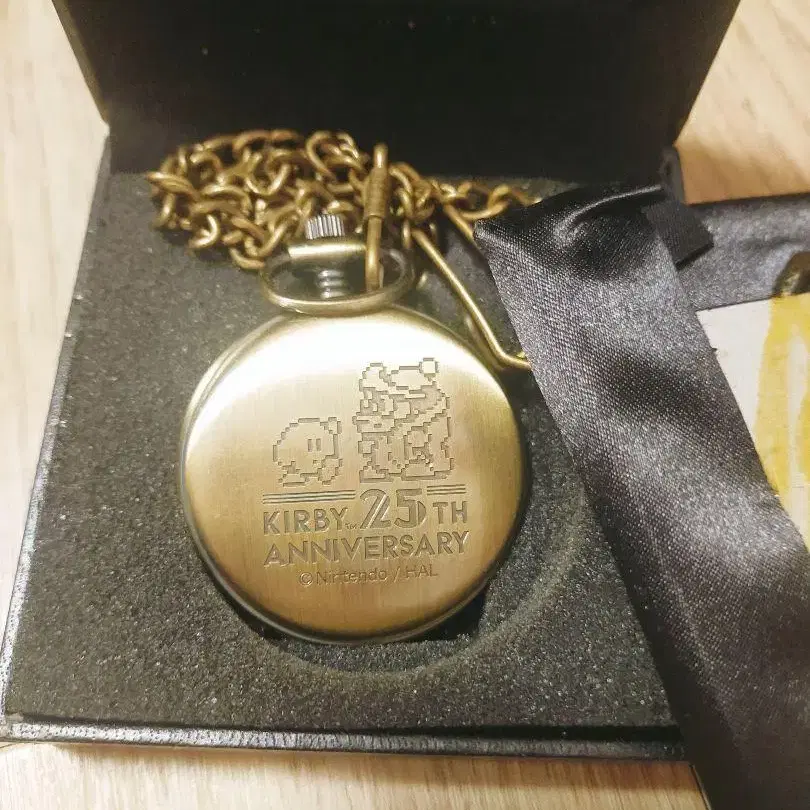 KIRBY™ 25TH
ANNIVERSARY
©Nintendo / HAL